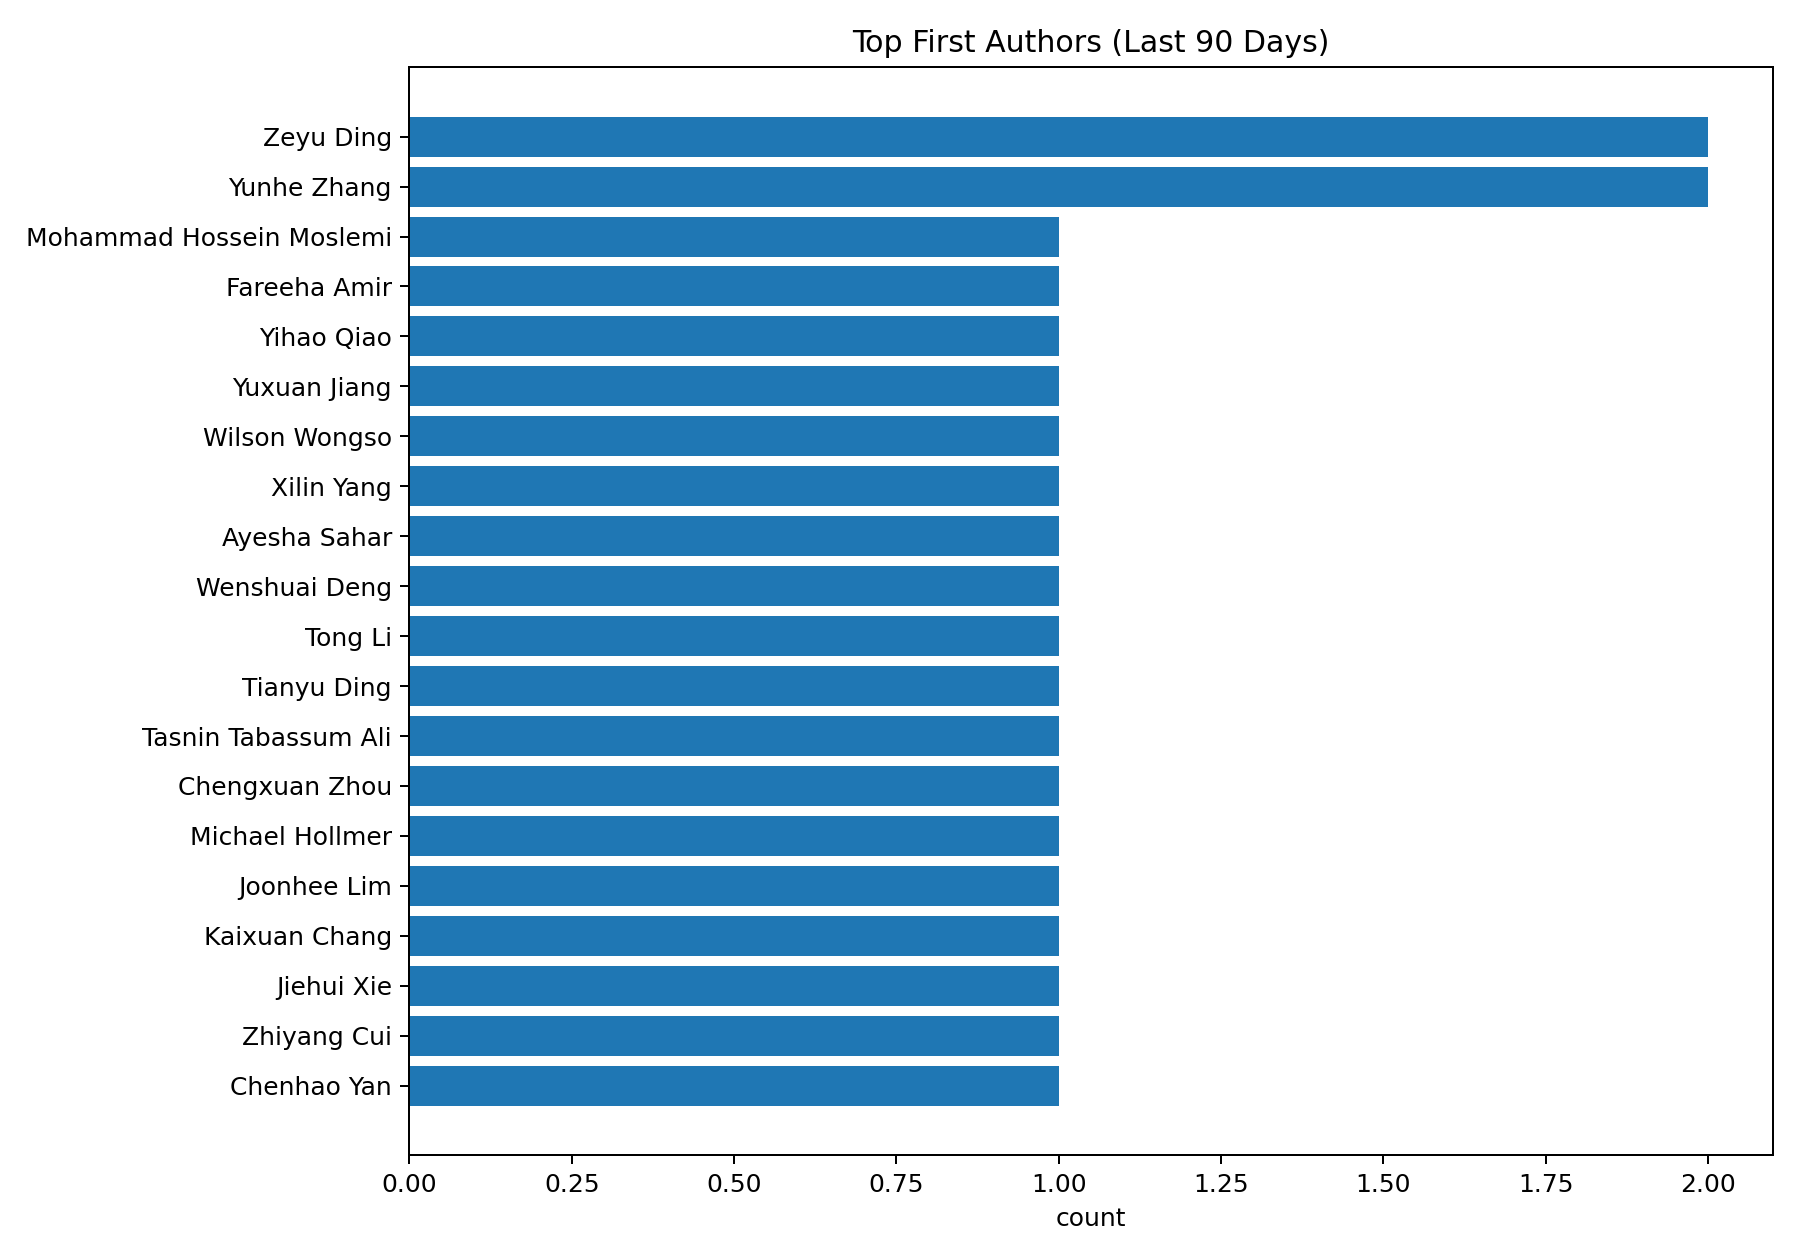 Top First Authors (Last 90 Days)
Zeyu Ding
Yunhe Zhang
Mohammad Hossein Moslemi
Fareeha Amir
Yihao Qiao
Yuxuan Jiang
Wilson Wongso
Xilin Yang
Ayesha Sahar
Wenshuai Deng
Tong Li
Tianyu Ding
Tasnin Tabassum Ali
Chengxuan Zhou
Michael Hollmer
Joonhee Lim
Kaixuan Chang
Jiehui Xie
Zhiyang Cui
Chenhao Yan
0.00 0.25 0.50 0.75 1.00 1.25 1.50 1.75 2.00
count